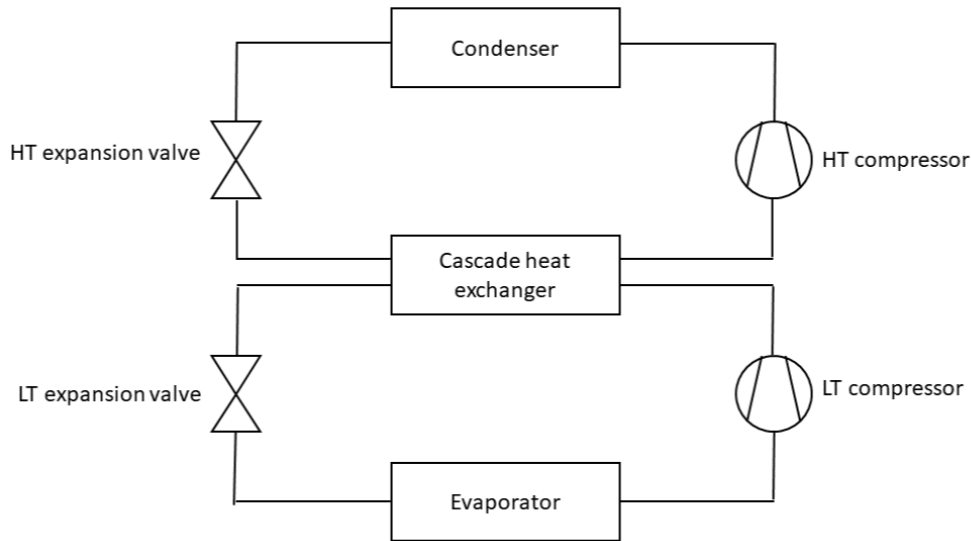 Condenser
HT expansion valve
HT compressor
Cascade heat
exchanger
LT expansion valve
LT compressor
Evaporator